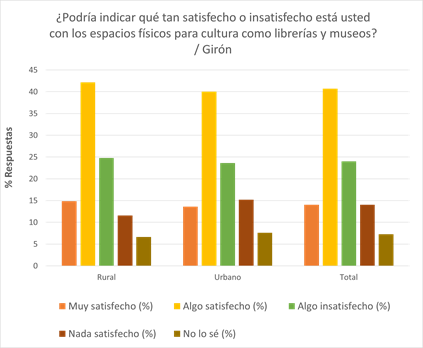 ¿Podría indicar qué tan satisfecho o insatisfecho está usted
con los espacios físicos para cultura como librerías y museos?
/ Girón
45
40
35
30
25
20
15
10
5
0
% Respuestas
Rural Urbano Total
Muy satisfecho (%) Algo satisfecho (%) Algo insatisfecho (%)
Nada satisfecho (%) No lo sé (%)